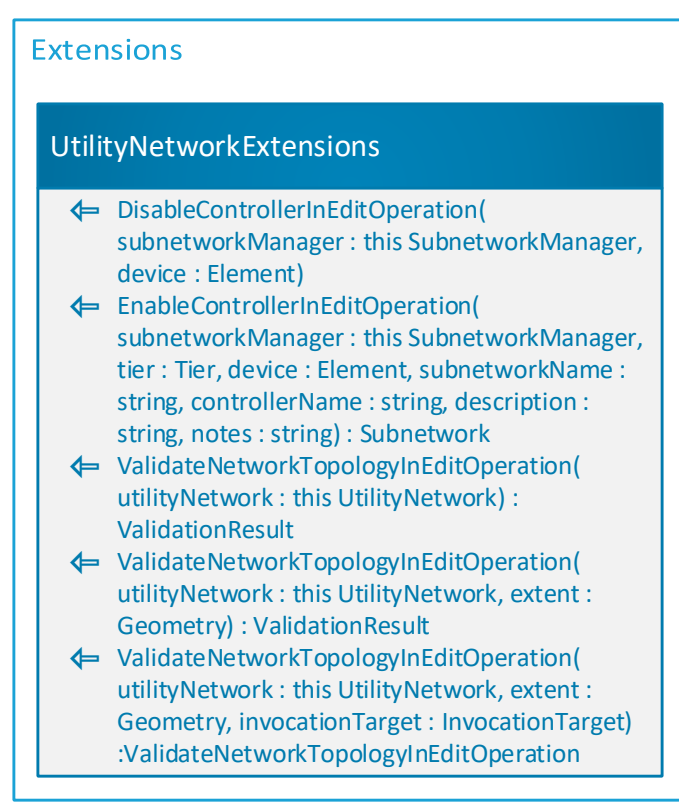 Extensions
UtilityNetworkExtensions
DisableControllerInEditOperation(
subnetworkManager : this SubnetworkManager,
device : Element)
EnableControllerInEditOperation(
subnetworkManager : this SubnetworkManager,
tier : Tier, device : Element, subnetworkName :
string, controllerName : string, description :
string, notes : string) : Subnetwork
ValidateNetworkTopologyInEditOperation(
utilityNetwork : this UtilityNetwork) :
ValidationResult
ValidateNetworkTopologyInEditOperation(
utilityNetwork : this UtilityNetwork, extent :
Geometry) : ValidationResult
ValidateNetworkTopologyInEditOperation(
utilityNetwork : this UtilityNetwork, extent :
Geometry, invocationTarget : InvocationTarget)
:ValidateNetworkTopologyInEditOperation